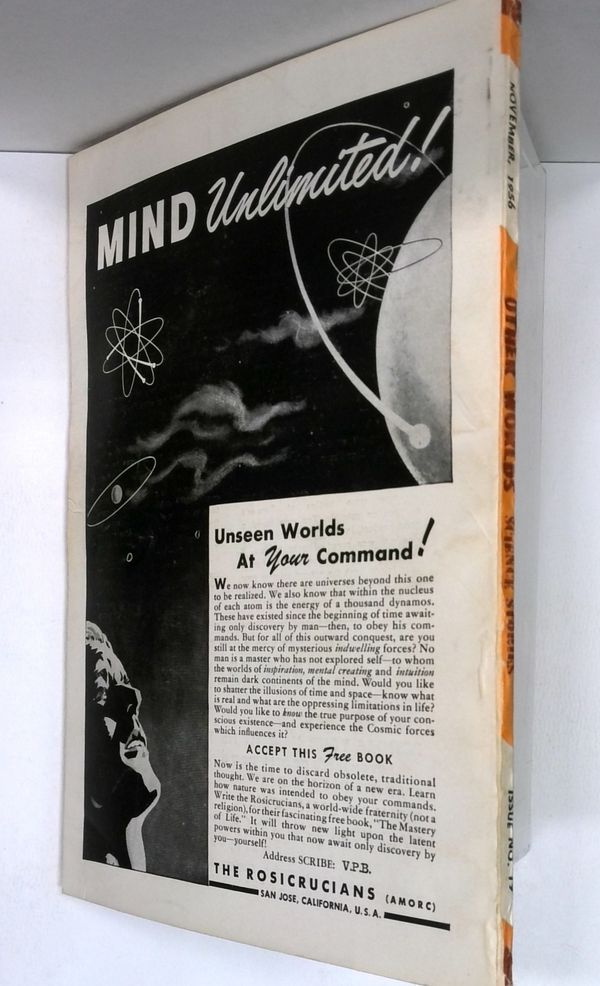 MIND Unlimited!
Unseen Worlds
At Your Command!
We now know there are universes beyond this one
to be realized. We also know that within the nucleus
of each atom is the energy of a thousand dynamos.
These have existed since the beginning of time await-
ing only discovery by man—then, to obey his com-
mands. But for all of this outward conquest, are you
still at the mercy of mysterious indwelling forces? No
man is a master who has not explored self—to whom
the worlds of inspiration, mental creating and intuition
remain dark continents of the mind. Would you like
to shatter the illusions of time and space—know what
is real and what are the oppressing limitations in life?
Would you like to know the true purpose of your con-
scious existence—and experience the Cosmic forces
which influences it?
ACCEPT THIS Free BOOK
Now is the time to discard obsolete, traditional
thought. We are on the horizon of a new era. Learn
how nature was intended to obey your commands.
Write the Rosicrucians, a world-wide fraternity (not a
religion), for their fascinating free book, "The Mastery
of Life." It will throw new light upon the latent
powers within you that now await only discovery by
you—yourself!
Address SCRIBE: V.P.B.
THE ROSICRUCIANS (AMORC)
SAN JOSE, CALIFORNIA, U.S.A.
NOVEMBER, 1956
OTHER WORLDS SCIENCE STORIES
ISSUE NO.